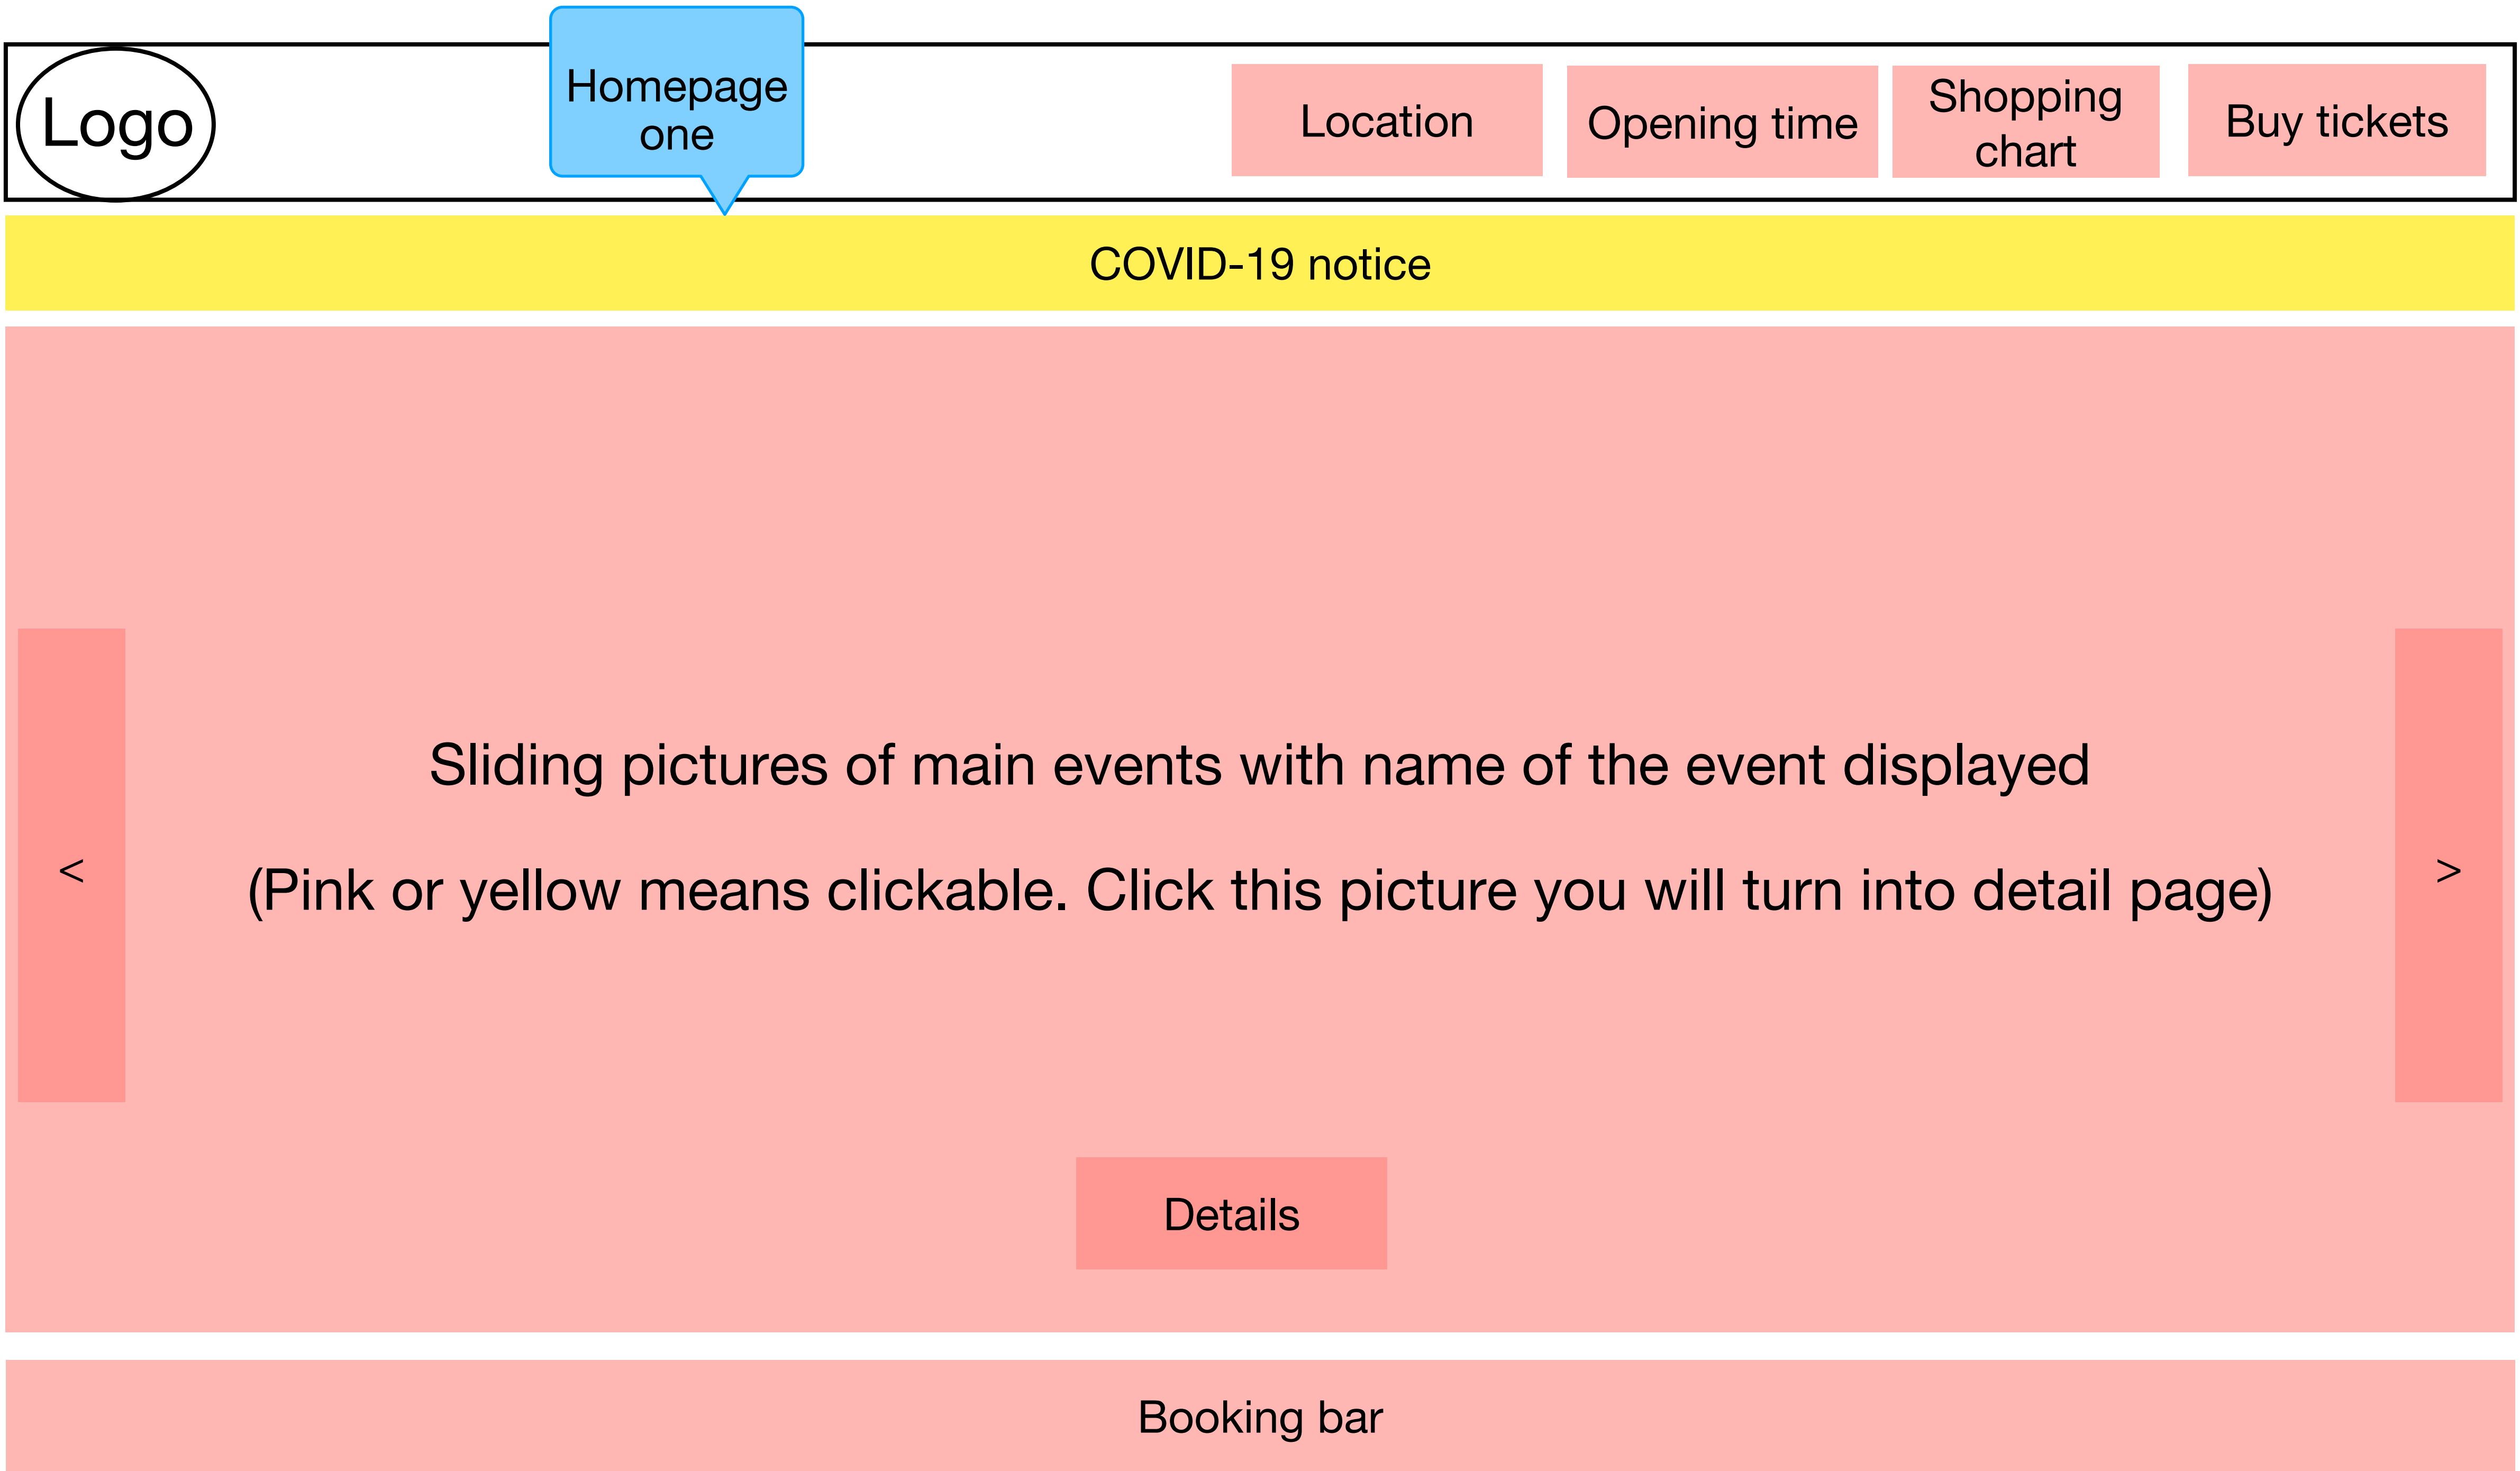 Logo
Homepage
one
Location
Opening time
Shopping
chart
Buy tickets
COVID-19 notice
Sliding pictures of main events with name of the event displayed
(Pink or yellow means clickable. Click this picture you will turn into detail page)
<
>
Details
Booking bar